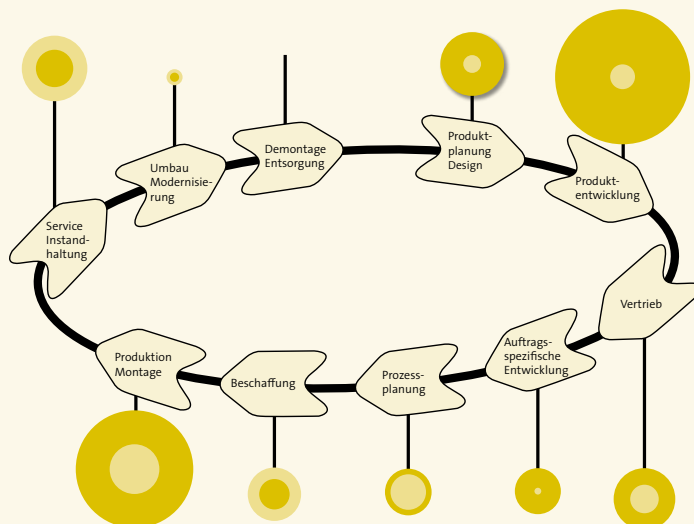 Produkt-
planung
Design
Demontage
Entsorgung
Umbau
Modernisie-
rung
Produkt-
entwicklung
Service
Instand-
haltung
Vertrieb
Auftrags-
spezifische
Entwicklung
Produktion
Montage
Beschaffung
Prozess-
planung